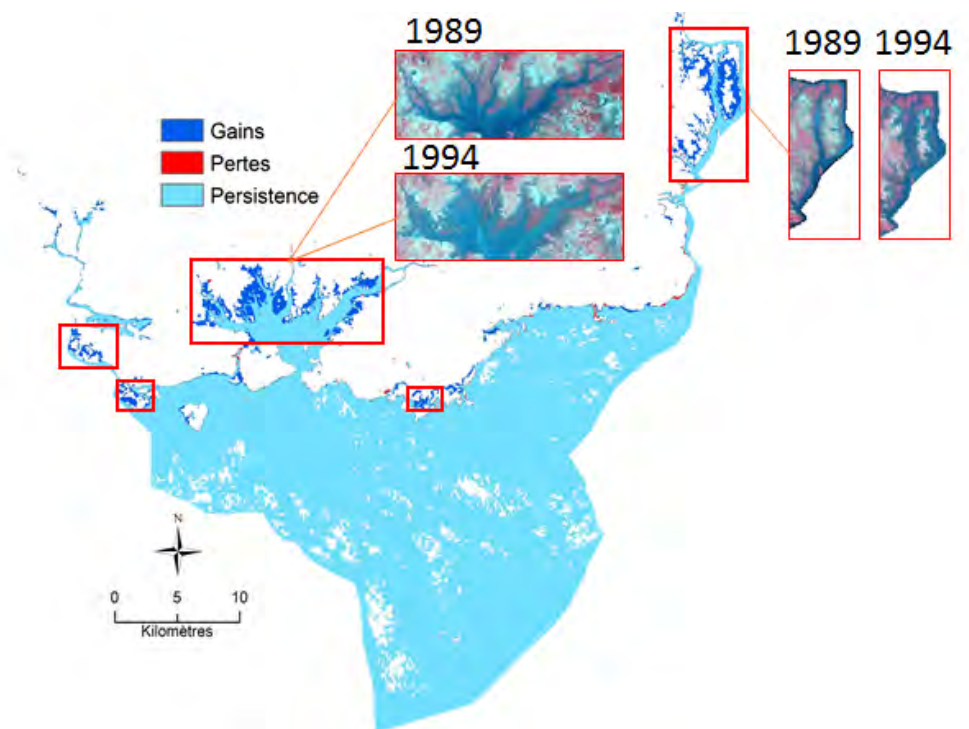 1989
1989 1994
Gains
Pertes
Persistence
1994
N
0 5 10
Kilomètres